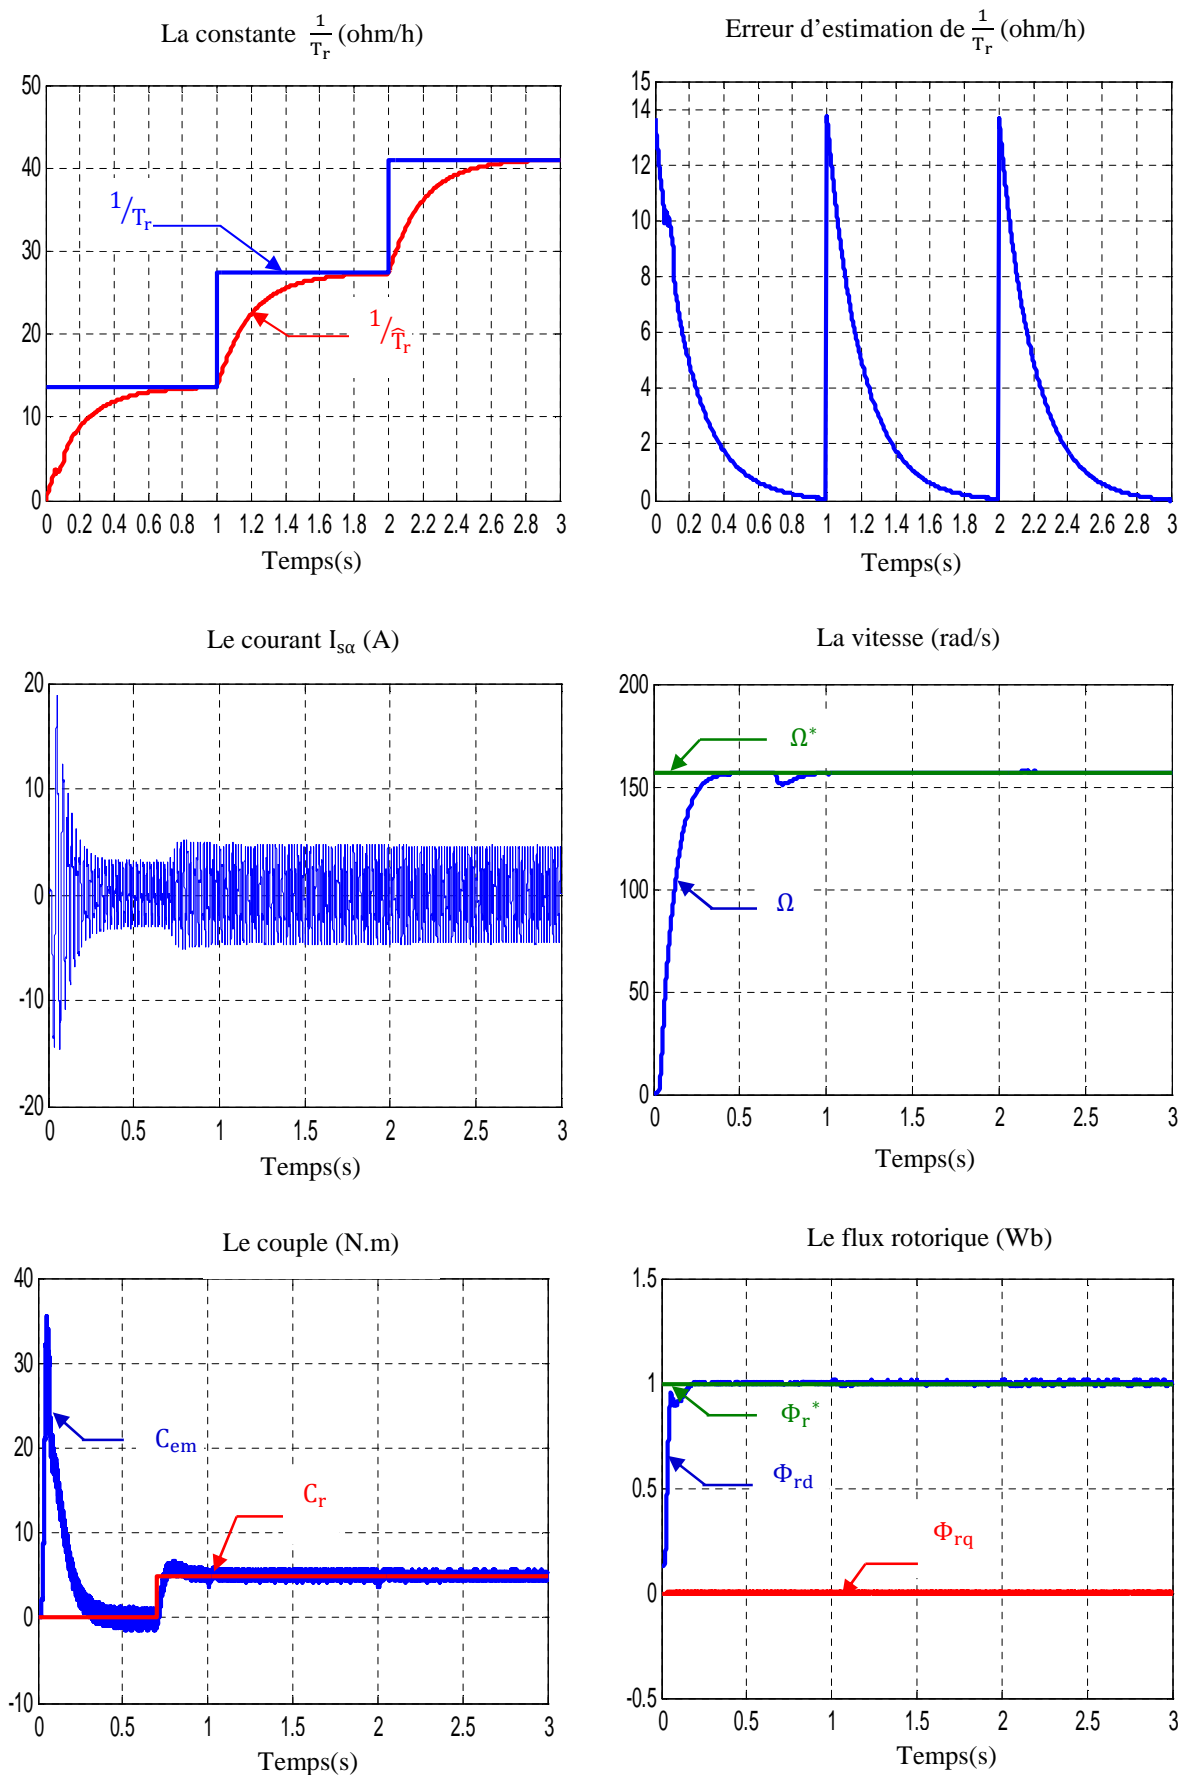 La constante 1/Tr (ohm/h)
50
40
30
20
10
0
1/Tr
1/T̂r
0 0.2 0.4 0.6 0.8 1 1.2 1.4 1.6 1.8 2 2.2 2.4 2.6 2.8 3
Temps(s)
Erreur d'estimation de 1/Tr (ohm/h)
15
14
12
10
8
6
4
2
0
0 0.2 0.4 0.6 0.8 1 1.2 1.4 1.6 1.8 2 2.2 2.4 2.6 2.8 3
Temps(s)
Le courant Isα (A)
20
10
0
-10
-20
0 0.5 1 1.5 2 2.5 3
Temps(s)
La vitesse (rad/s)
200
150
100
50
0
Ω*
Ω
0 0.5 1 1.5 2 2.5 3
Temps(s)
Le couple (N.m)
40
30
20
10
0
-10
Cem
Cr
0 0.5 1 1.5 2 2.5 3
Temps(s)
Le flux rotorique (Wb)
1.5
1
0.5
0
-0.5
Φr*
Φrd
Φrq
0 0.5 1 1.5 2 2.5 3
Temps(s)